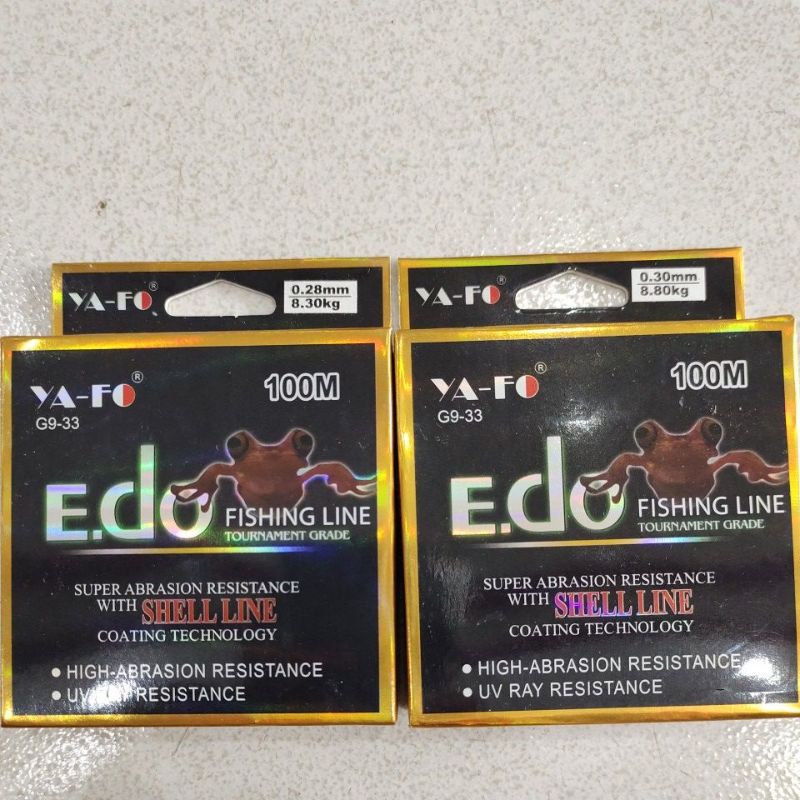 YA-FO®
0.28mm
8.30kg
YA-FO®
100M
G9-33
E.do
FISHING LINE
TOURNAMENT GRADE
SUPER ABRASION RESISTANCE
WITH SHELL LINE
COATING TECHNOLOGY
• HIGH-ABRASION RESISTANCE
• UV RAY RESISTANCE
YA-FO®
0.30mm
8.80kg
YA-FO®
100M
G9-33
E.do
FISHING LINE
TOURNAMENT GRADE
SUPER ABRASION RESISTANCE
WITH SHELL LINE
COATING TECHNOLOGY
• HIGH-ABRASION RESISTANCE
• UV RAY RESISTANCE